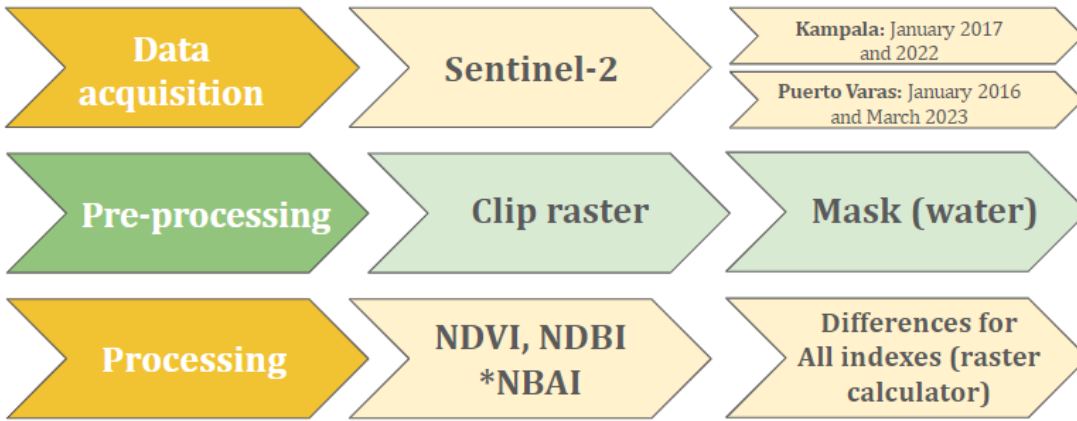 Data
acquisition
Sentinel-2
Kampala: January 2017
and 2022
Puerto Varas: January 2016
and March 2023
Pre-processing
Clip raster
Mask (water)
Processing
NDVI, NDBI
*NBAI
Differences for
All indexes (raster
calculator)